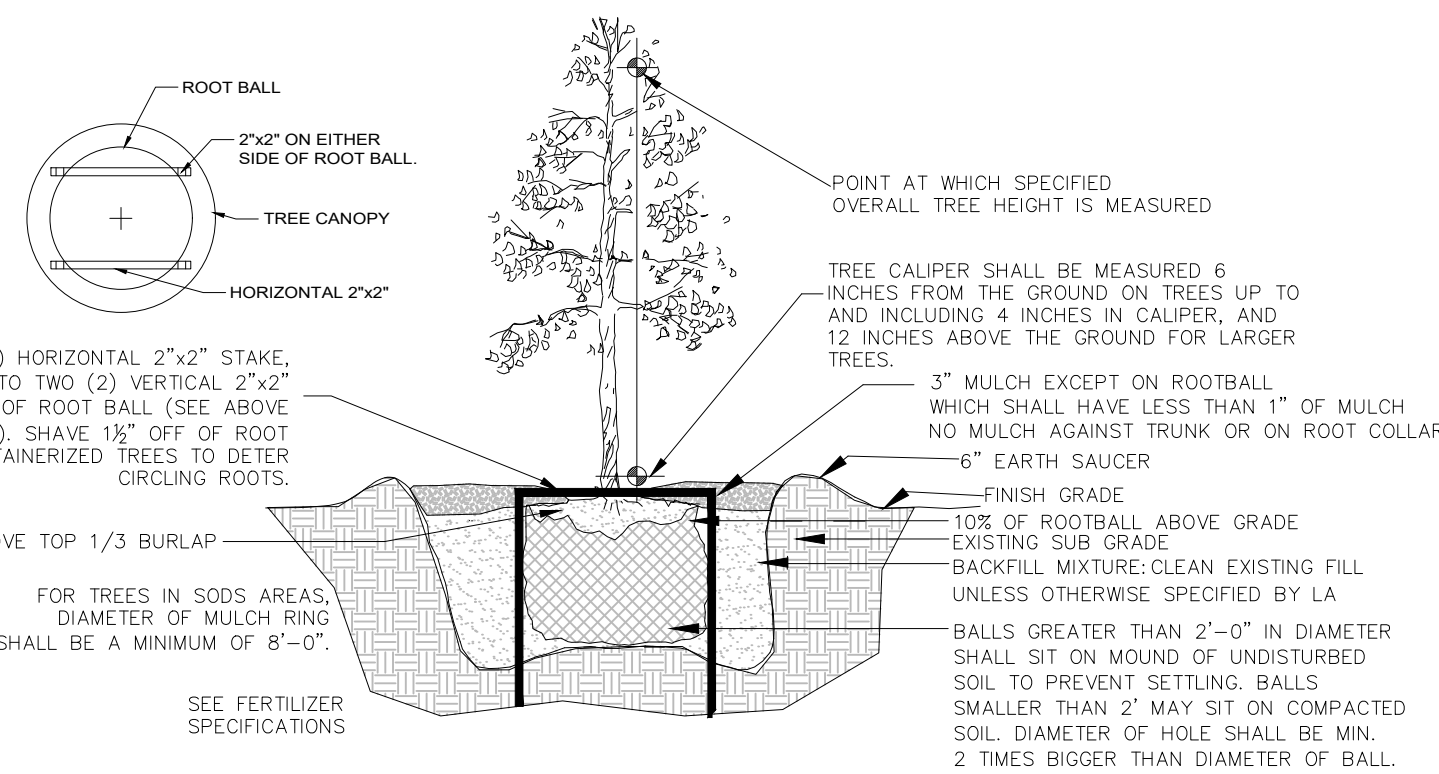 ROOT BALL
2"x2" ON EITHER
SIDE OF ROOT BALL.
TREE CANOPY
HORIZONTAL 2"x2"
) HORIZONTAL 2"x2" STAKE,
TO TWO (2) VERTICAL 2"x2"
OF ROOT BALL (SEE ABOVE
). SHAVE 1½" OFF OF ROOT
TREES TO DETER
CIRCLING ROOTS.
TOP 1/3 BURLAP
FOR TREES IN SODS AREAS,
DIAMETER OF MULCH RING
SHALL BE A MINIMUM OF 8'-0".
SEE FERTILIZER
SPECIFICATIONS
POINT AT WHICH SPECIFIED
OVERALL TREE HEIGHT IS MEASURED
TREE CALIPER SHALL BE MEASURED 6
INCHES FROM THE GROUND ON TREES UP TO
AND INCLUDING 4 INCHES IN CALIPER, AND
12 INCHES ABOVE THE GROUND FOR LARGER
TREES.
3" MULCH EXCEPT ON ROOTBALL
WHICH SHALL HAVE LESS THAN 1" OF MULCH
NO MULCH AGAINST TRUNK OR ON ROOT COLLAR
6" EARTH SAUCER
FINISH GRADE
10% OF ROOTBALL ABOVE GRADE
EXISTING SUB GRADE
BACKFILL MIXTURE: CLEAN EXISTING FILL
UNLESS OTHERWISE SPECIFIED BY LA
BALLS GREATER THAN 2'-0" IN DIAMETER
SHALL SIT ON MOUND OF UNDISTURBED
SOIL TO PREVENT SETTLING. BALLS
SMALLER THAN 2' MAY SIT ON COMPACTED
SOIL. DIAMETER OF HOLE SHALL BE MIN.
2 TIMES BIGGER THAN DIAMETER OF BALL.